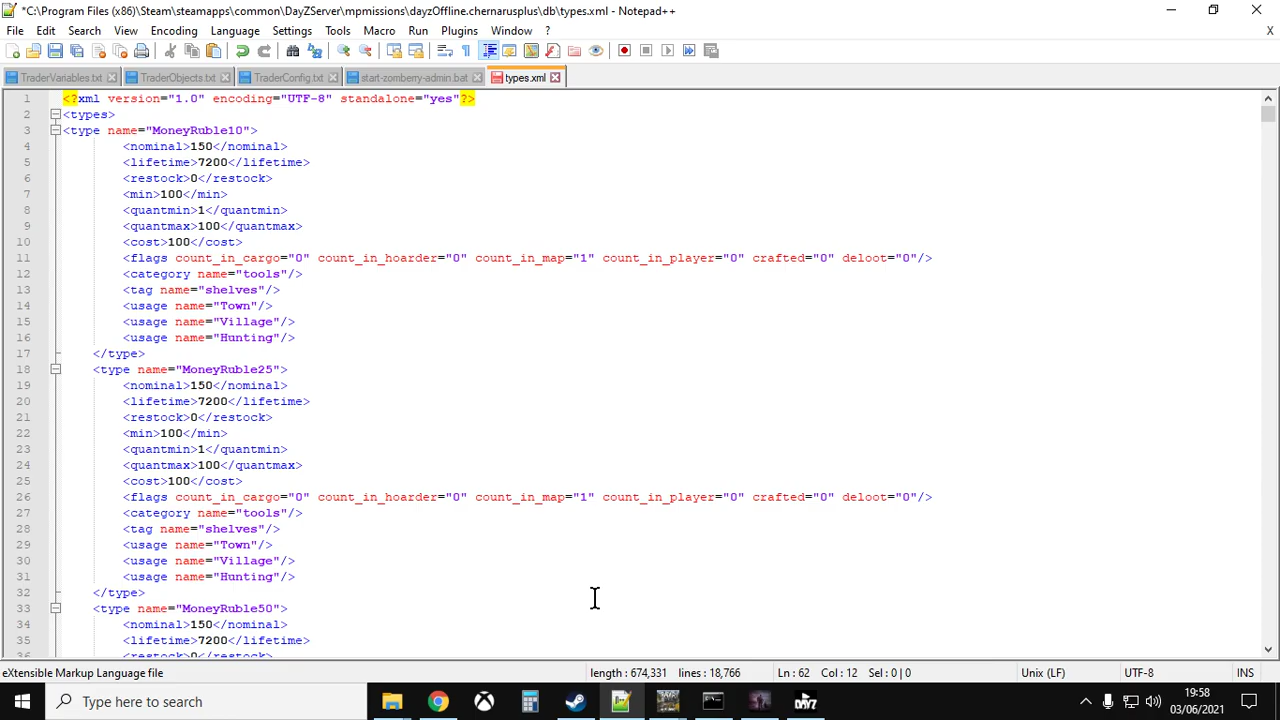 *C:\Program Files (x86)\Steam\steamapps\common\DayZServer\mpmissions\dayzOffline.chernarusplus\db\types.xml - Notepad++
File Edit Search View Encoding Language Settings Tools Macro Run Plugins Window ? X
TraderVariables.txt TraderObjects.txt TraderConfig.txt start-zomberry-admin.bat types.xml
1 <?xml version="1.0" encoding="UTF-8" standalone="yes"?>
2 <types>
3 <type name="MoneyRuble10">
4 <nominal>150</nominal>
5 <lifetime>7200</lifetime>
6 <restock>0</restock>
7 <min>100</min>
8 <quantmin>1</quantmin>
9 <quantmax>100</quantmax>
10 <cost>100</cost>
11 <flags count_in_cargo="0" count_in_hoarder="0" count_in_map="1" count_in_player="0" crafted="0" deloot="0"/>
12 <category name="tools"/>
13 <tag name="shelves"/>
14 <usage name="Town"/>
15 <usage name="Village"/>
16 <usage name="Hunting"/>
17 </type>
18 <type name="MoneyRuble25">
19 <nominal>150</nominal>
20 <lifetime>7200</lifetime>
21 <restock>0</restock>
22 <min>100</min>
23 <quantmin>1</quantmin>
24 <quantmax>100</quantmax>
25 <cost>100</cost>
26 <flags count_in_cargo="0" count_in_hoarder="0" count_in_map="1" count_in_player="0" crafted="0" deloot="0"/>
27 <category name="tools"/>
28 <tag name="shelves"/>
29 <usage name="Town"/>
30 <usage name="Village"/>
31 <usage name="Hunting"/>
32 </type>
33 <type name="MoneyRuble50">
34 <nominal>150</nominal>
35 <lifetime>7200</lifetime>
36 <restock>0</restock>
eXtensible Markup Language file length : 674,331 lines : 18,766 Ln : 62 Col : 12 Sel : 0 | 0 Unix (LF) UTF-8 INS
Type here to search
19:58
03/06/2021